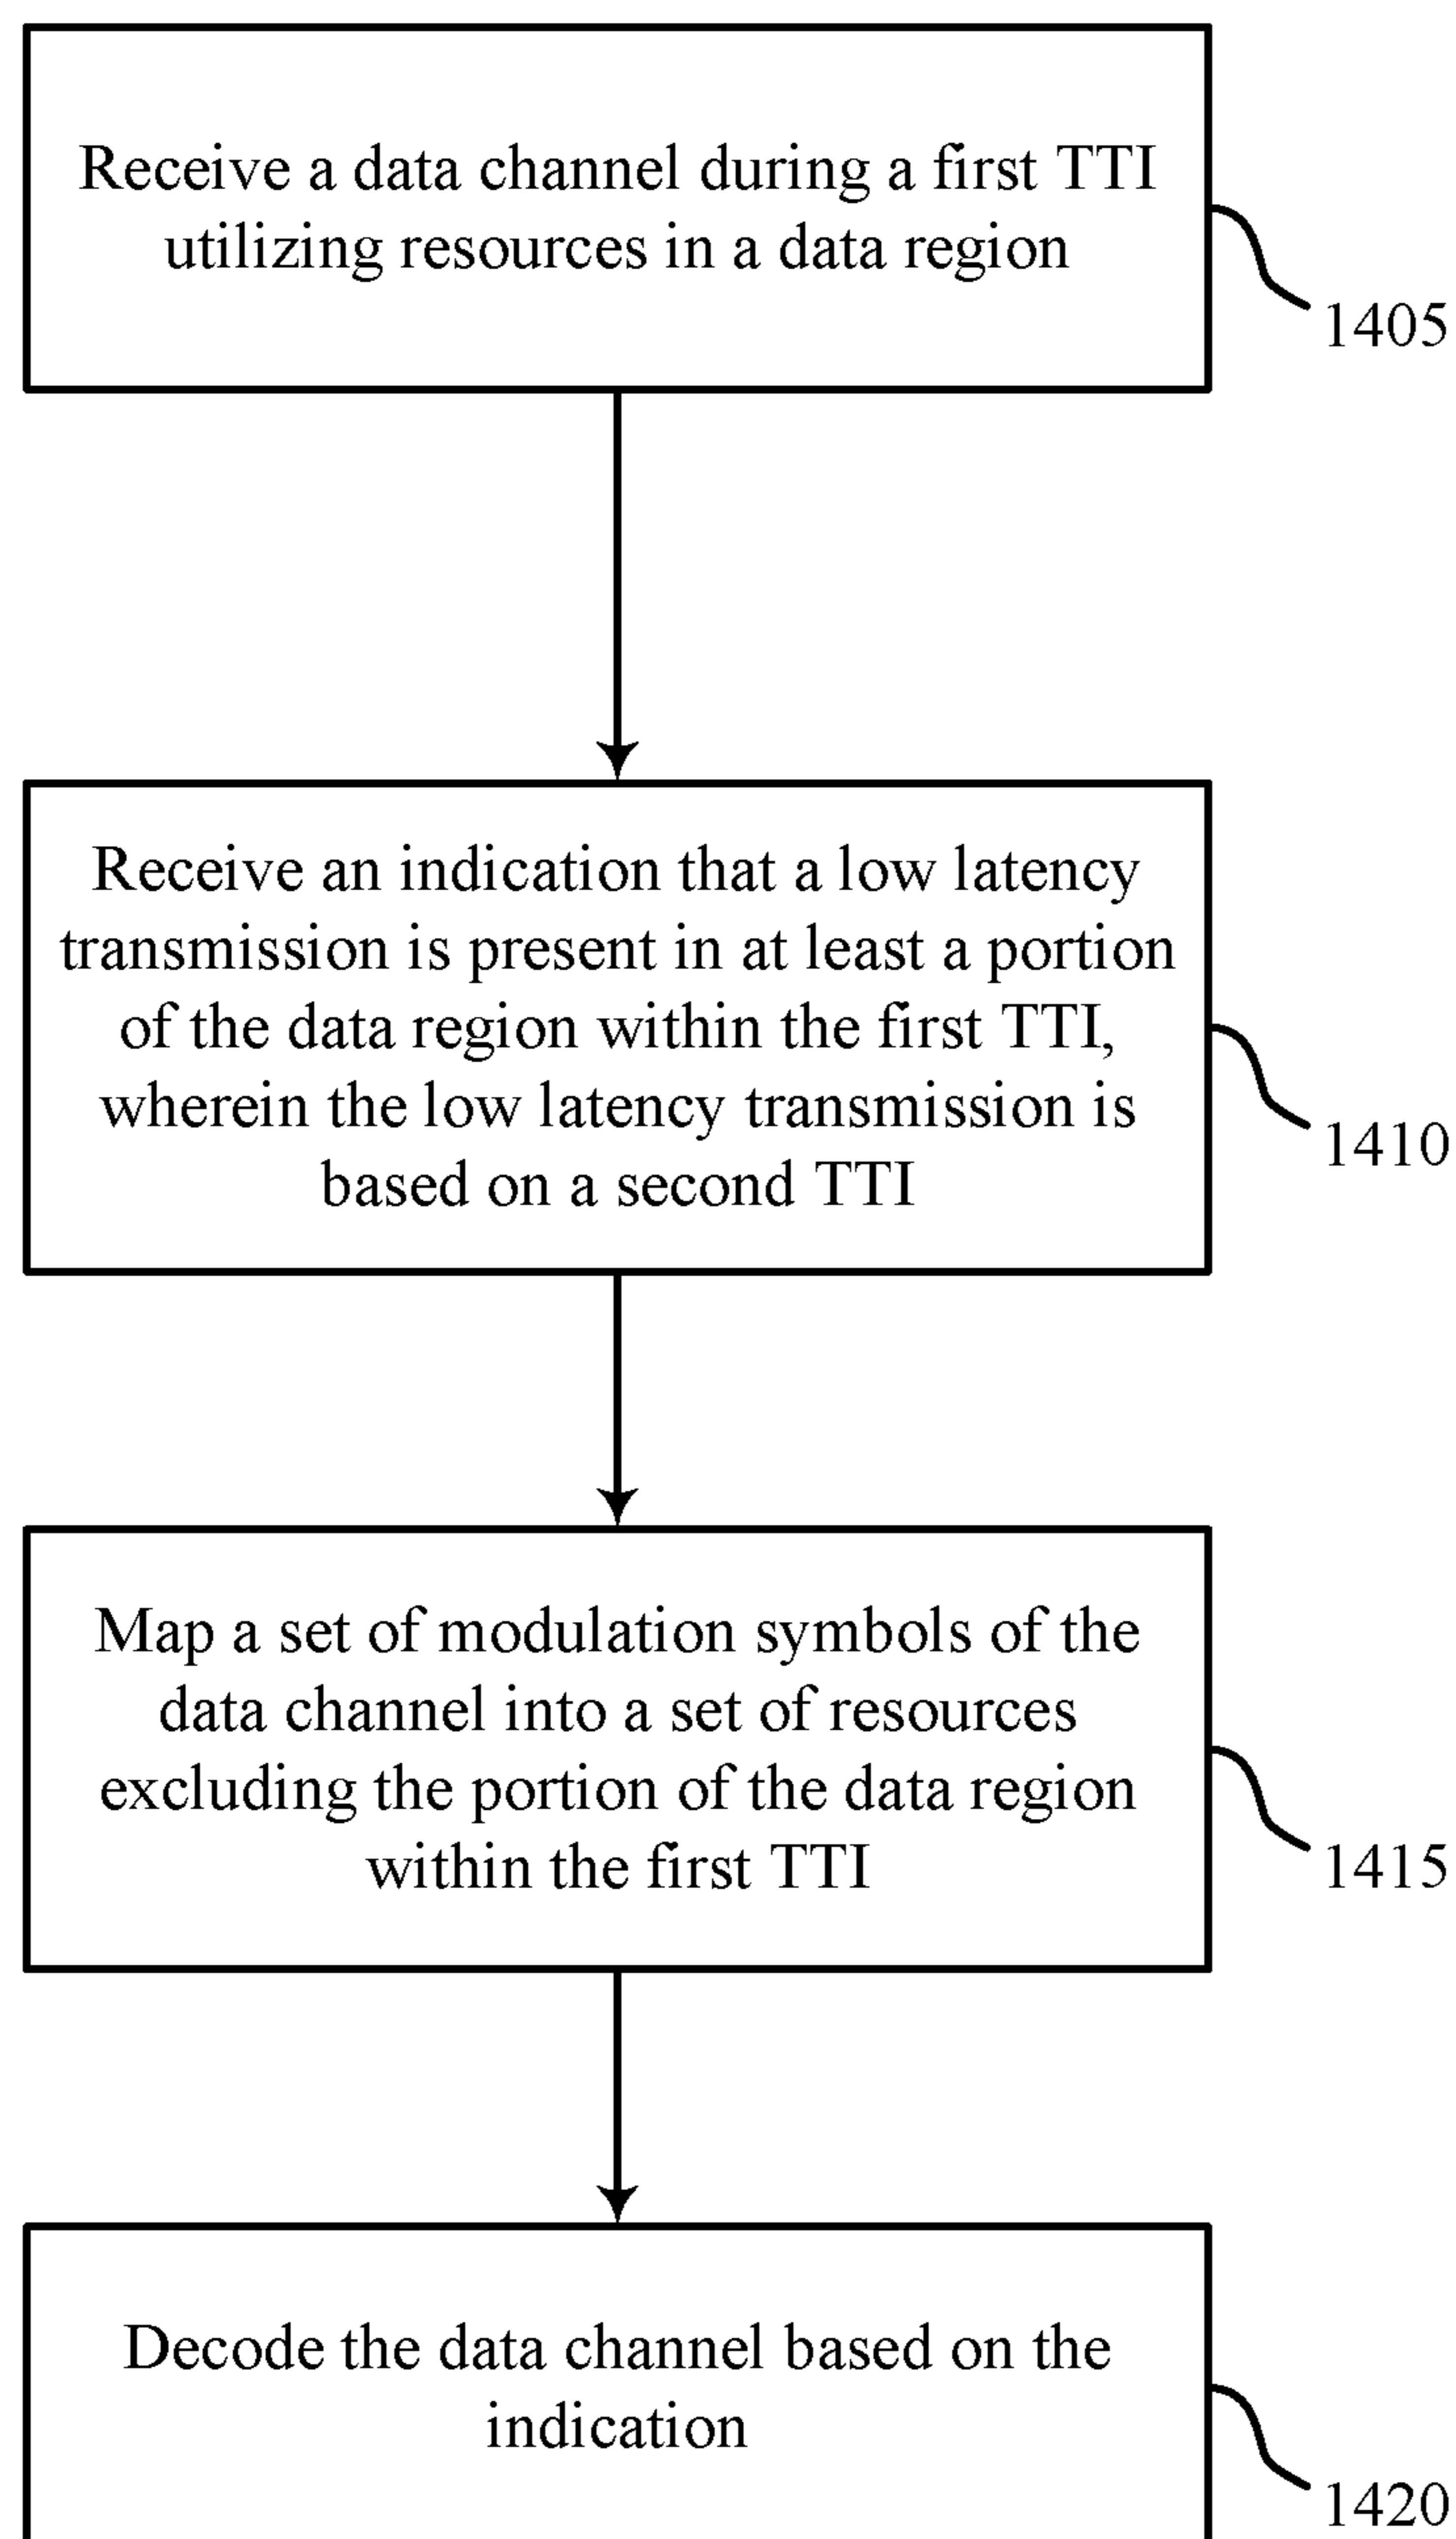 Receive a data channel during a first TTI
utilizing resources in a data region
1405
Receive an indication that a low latency
transmission is present in at least a portion
of the data region within the first TTI,
wherein the low latency transmission is
based on a second TTI
1410
Map a set of modulation symbols of the
data channel into a set of resources
excluding the portion of the data region
within the first TTI
1415
Decode the data channel based on the
indication
1420